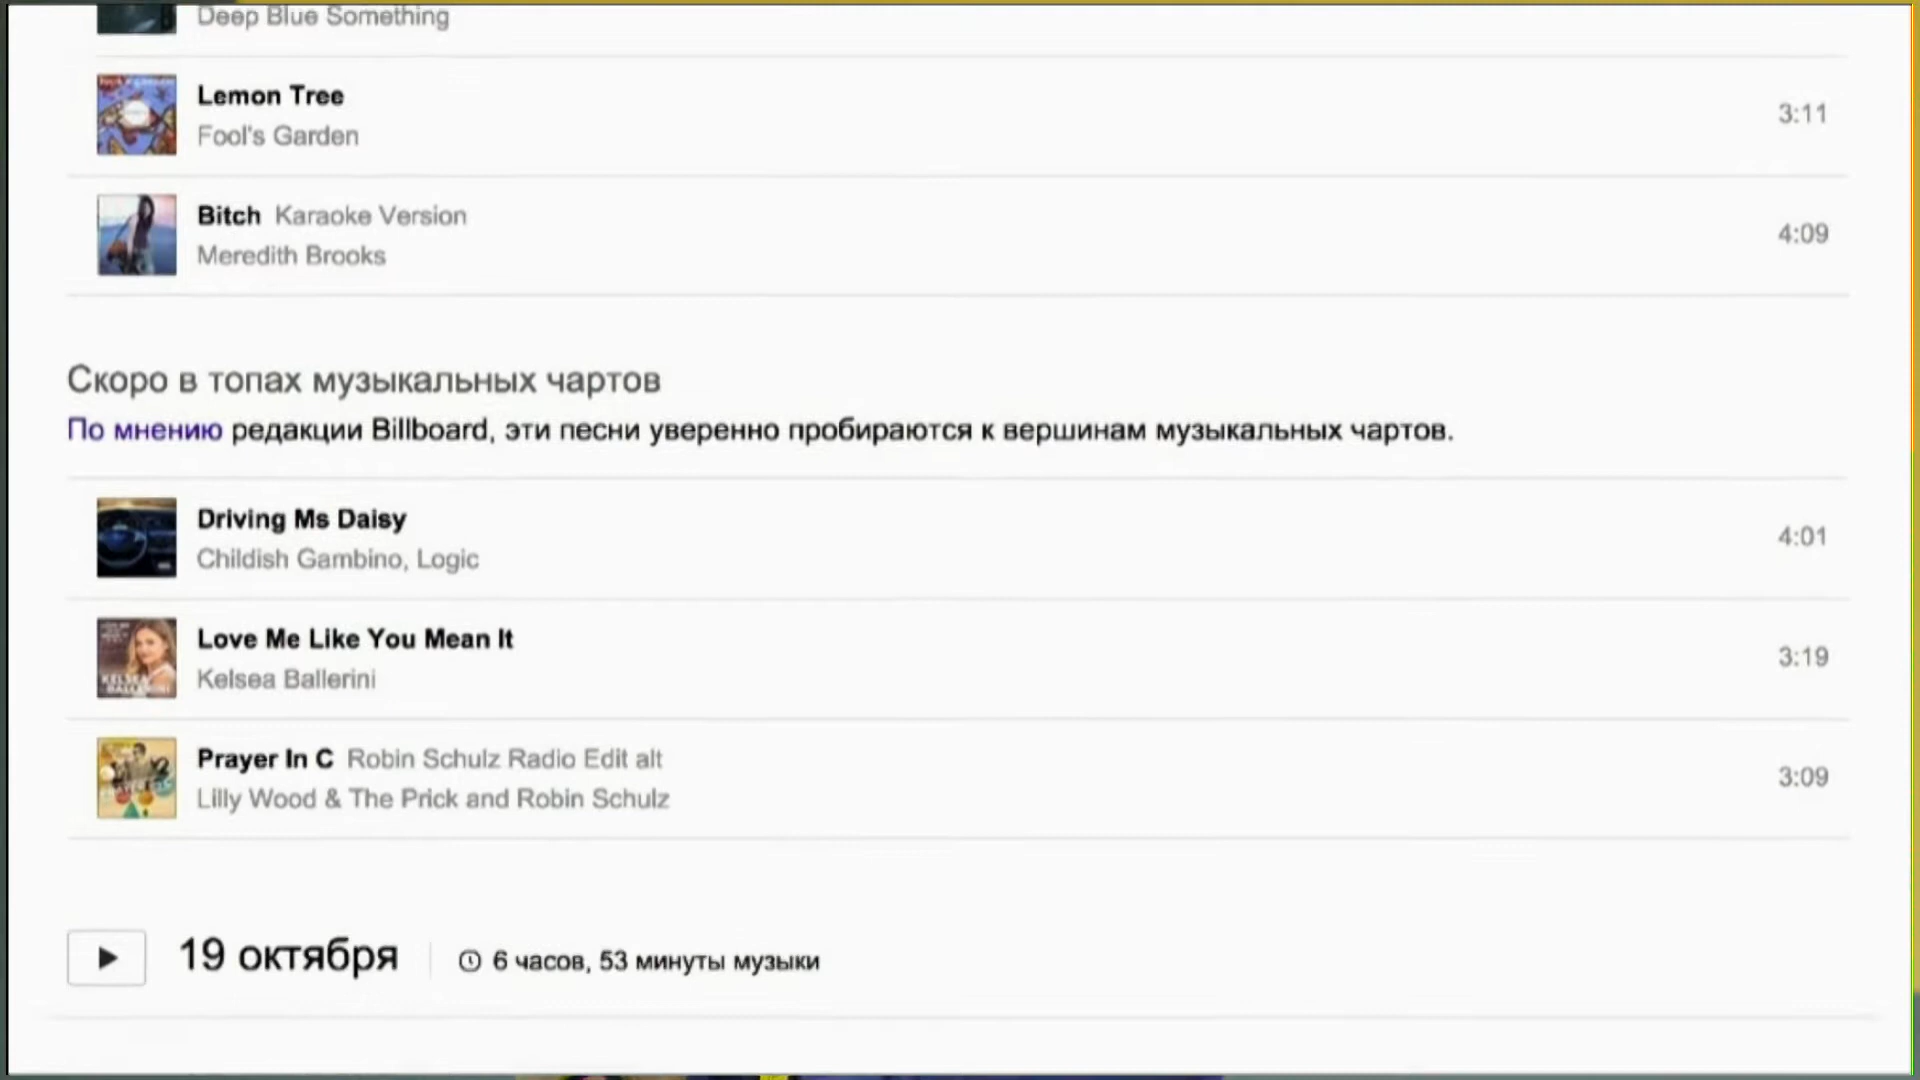 Deep Blue Something
Lemon Tree
3:11
Fool's Garden
Bitch Karaoke Version
4:09
Meredith Brooks
Скоро в топах музыкальных чартов
По мнению редакции Billboard, эти песни уверенно пробираются к вершинам музыкальных чартов.
Driving Ms Daisy
4:01
Childish Gambino, Logic
Love Me Like You Mean It
3:19
Kelsea Ballerini
KELSEA
BALLERINI
Prayer In C Robin Schulz Radio Edit alt
3:09
Lilly Wood & The Prick and Robin Schulz
19 октября
6 часов, 53 минуты музыки